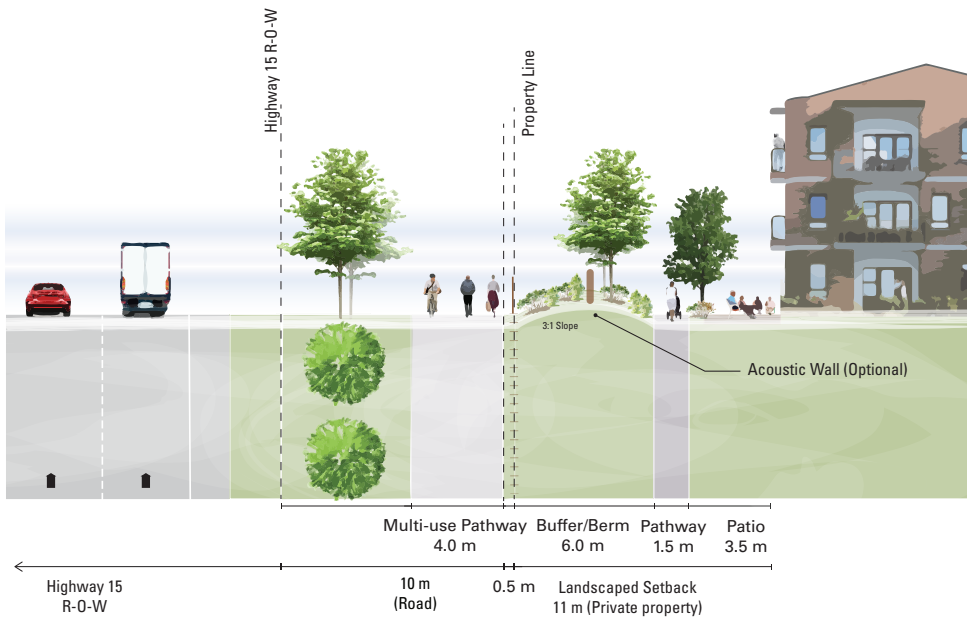 Highway 15 R-O-W
Property Line
3:1 Slope
Acoustic Wall (Optional)
Multi-use Pathway
4.0 m
Buffer/Berm
6.0 m
Pathway
1.5 m
Patio
3.5 m
Highway 15
R-O-W
10 m
(Road)
0.5 m
Landscaped Setback
11 m (Private property)